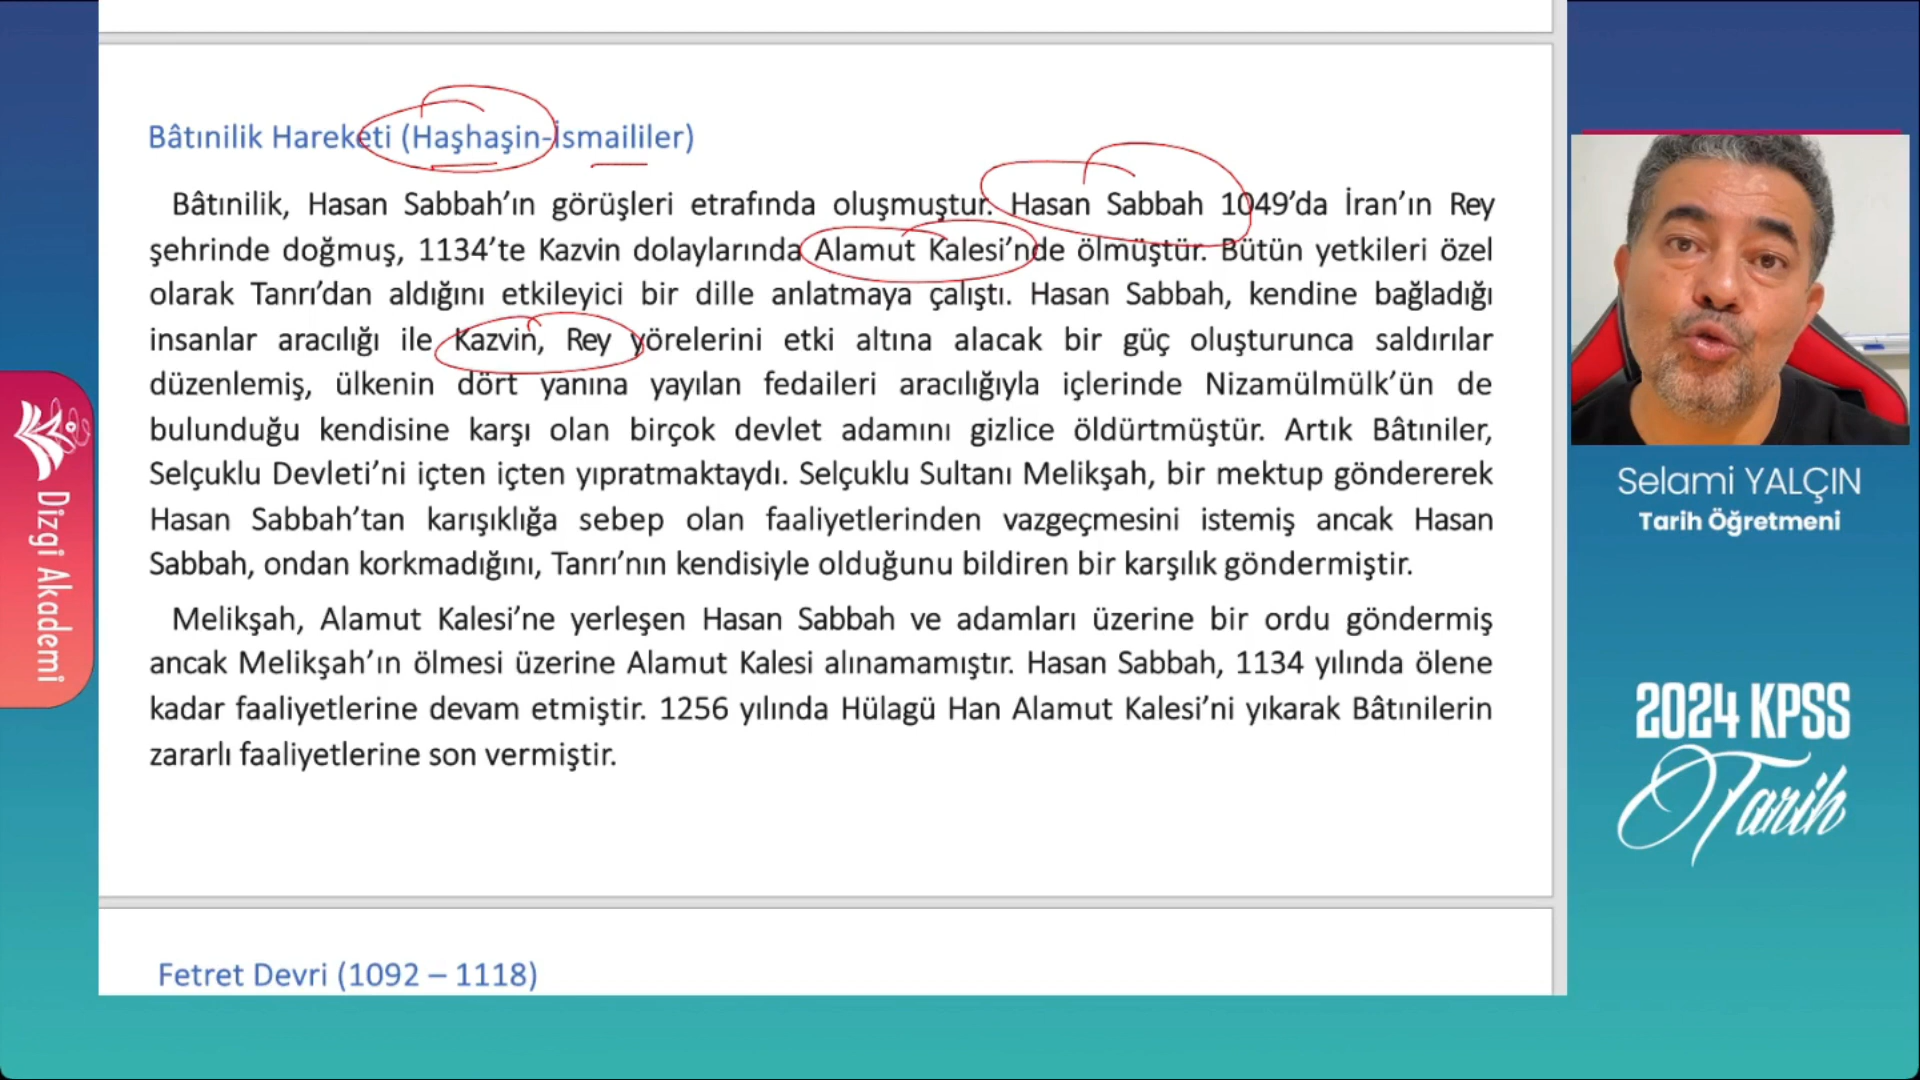 Bâtınilik Hareketi (Haşhaşin-İsmaililer)
Bâtınilik, Hasan Sabbah’ın görüşleri etrafında oluşmuştur. Hasan Sabbah 1049’da İran’ın Rey
şehrinde doğmuş, 1134’te Kazvin dolaylarında Alamut Kalesi’nde ölmüştür. Bütün yetkileri özel
olarak Tanrı’dan aldığını etkileyici bir dille anlatmaya çalıştı. Hasan Sabbah, kendine bağladığı
insanlar aracılığı ile Kazvin, Rey yörelerini etki altına alacak bir güç oluşturunca saldırılar
düzenlemiş, ülkenin dört yanına yayılan fedaileri aracılığıyla içlerinde Nizamülmülk’ün de
bulunduğu kendisine karşı olan birçok devlet adamını gizlice öldürtmüştür. Artık Bâtıniler,
Selçuklu Devleti’ni içten içten yıpratmaktaydı. Selçuklu Sultanı Melikşah, bir mektup göndererek
Hasan Sabbah’tan karışıklığa sebep olan faaliyetlerinden vazgeçmesini istemiş ancak Hasan
Sabbah, ondan korkmadığını, Tanrı’nın kendisiyle olduğunu bildiren bir karşılık göndermiştir.
Melikşah, Alamut Kalesi’ne yerleşen Hasan Sabbah ve adamları üzerine bir ordu göndermiş
ancak Melikşah’ın ölmesi üzerine Alamut Kalesi alınamamıştır. Hasan Sabbah, 1134 yılında ölene
kadar faaliyetlerine devam etmiştir. 1256 yılında Hülagü Han Alamut Kalesi’ni yıkarak Bâtınilerin
zararlı faaliyetlerine son vermiştir.
Fetret Devri (1092 – 1118)
Dizgi Akademi
Selami YALÇIN
Tarih Öğretmeni
2024 KPSS
Tarih